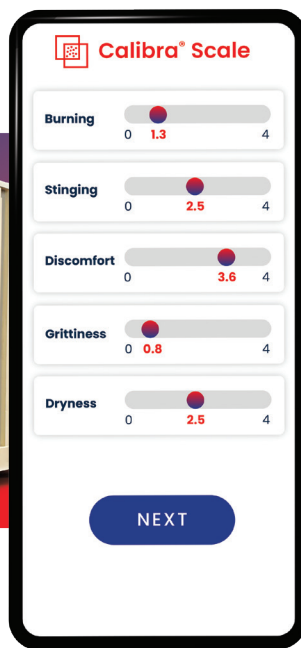 Calibra® Scale
Burning
0 1.3 4
Stinging
0 2.5 4
Discomfort
0 3.6 4
Grittiness
0 0.8 4
Dryness
0 2.5 4
NEXT